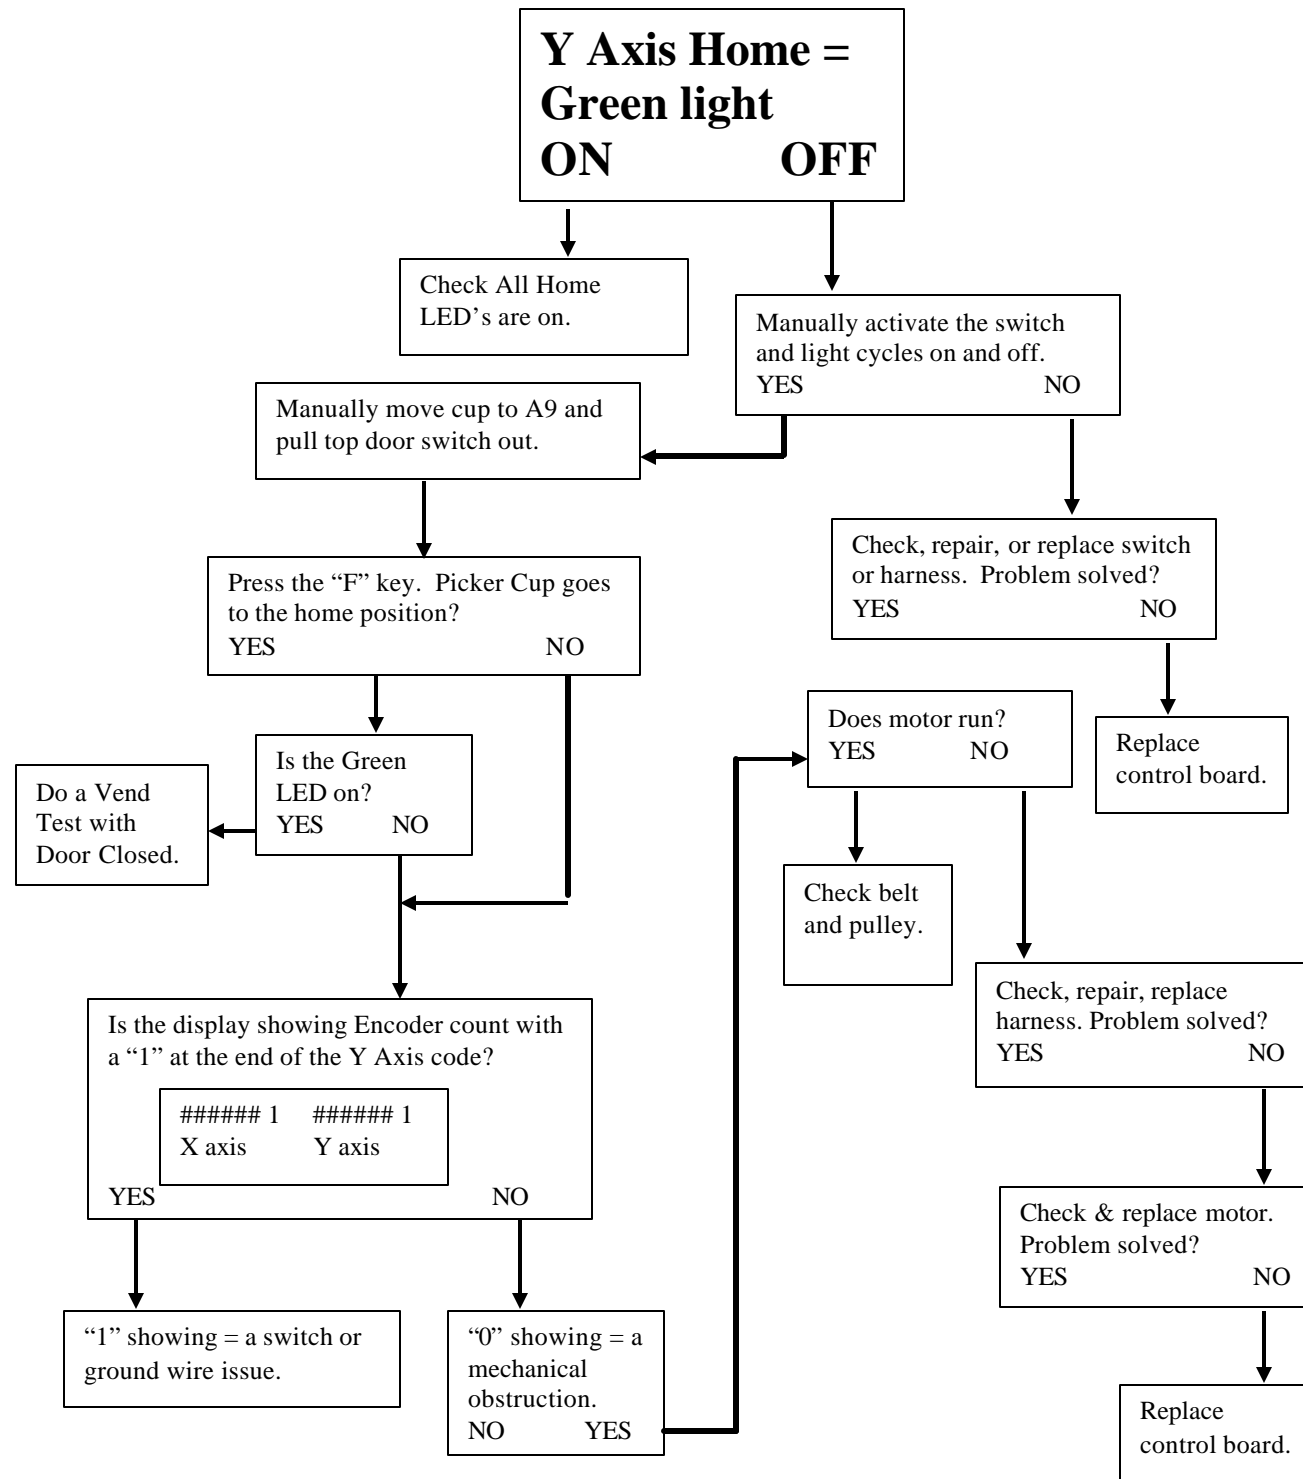 Y Axis Home =
Green light
ON OFF
Check All Home
LED’s are on.
Manually activate the switch
and light cycles on and off.
YES NO
Manually move cup to A9 and
pull top door switch out.
Check, repair, or replace switch
or harness. Problem solved?
YES NO
Press the “F” key. Picker Cup goes
to the home position?
YES NO
Does motor run?
YES NO
Replace
control board.
Is the Green
LED on?
YES NO
Do a Vend
Test with
Door Closed.
Check belt
and pulley.
Check, repair, replace
harness. Problem solved?
YES NO
Is the display showing Encoder count with
a “1” at the end of the Y Axis code?
###### 1 ###### 1
X axis Y axis
YES NO
Check & replace motor.
Problem solved?
YES NO
“1” showing = a switch or
ground wire issue.
“0” showing = a
mechanical
obstruction.
NO YES
Replace
control board.